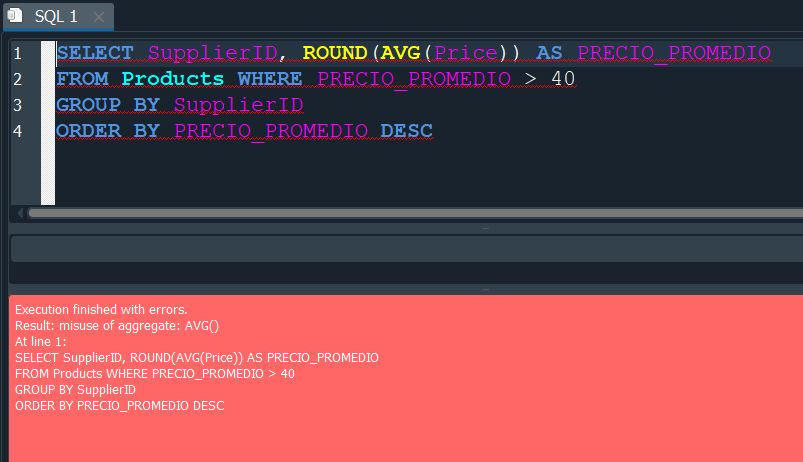 SQL 1
1 SELECT SupplierID, ROUND(AVG(Price)) AS PRECIO_PROMEDIO
2 FROM Products WHERE PRECIO_PROMEDIO > 40
3 GROUP BY SupplierID
4 ORDER BY PRECIO_PROMEDIO DESC
Execution finished with errors.
Result: misuse of aggregate: AVG()
At line 1:
SELECT SupplierID, ROUND(AVG(Price)) AS PRECIO_PROMEDIO
FROM Products WHERE PRECIO_PROMEDIO > 40
GROUP BY SupplierID
ORDER BY PRECIO_PROMEDIO DESC